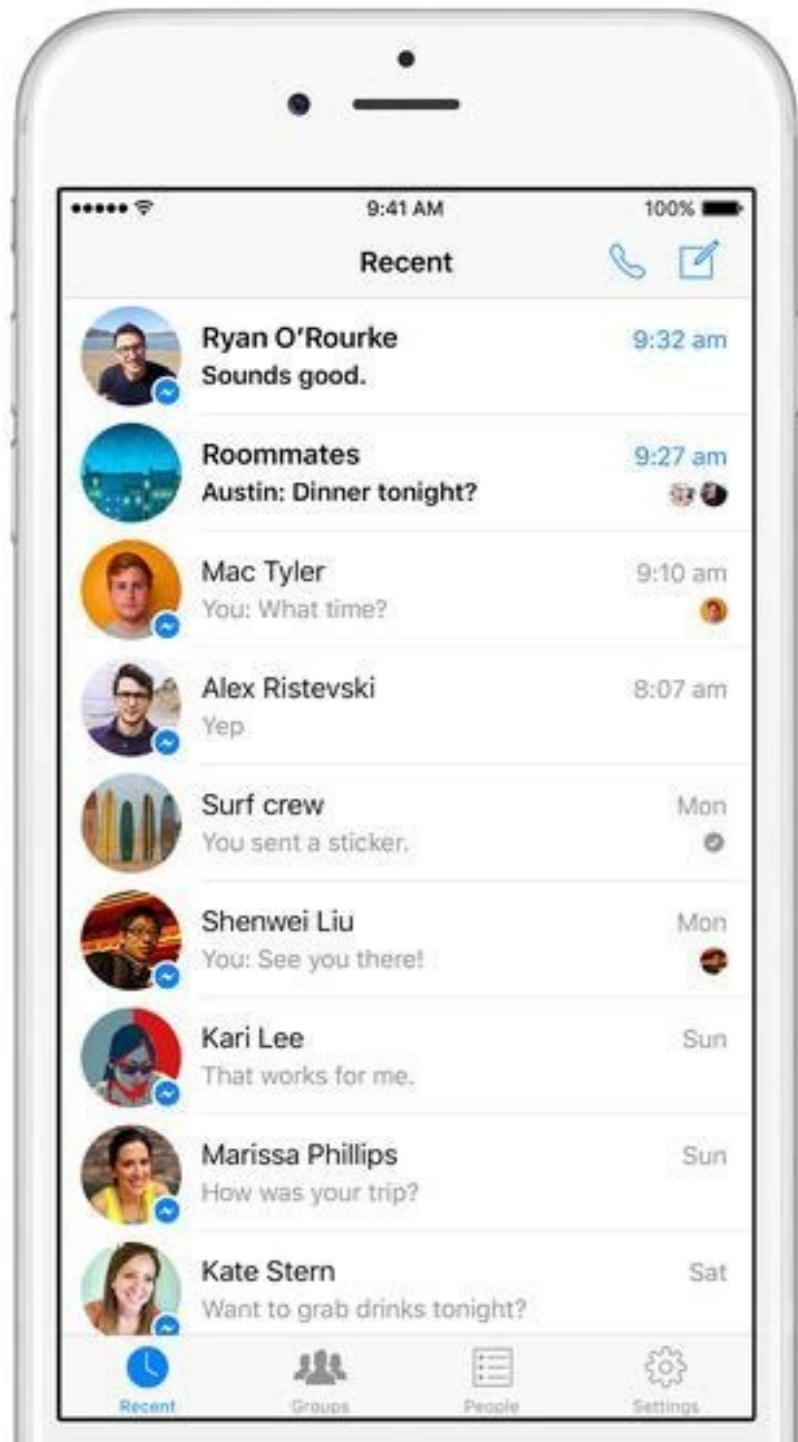 9:41 AM 100%
Recent
Ryan O'Rourke 9:32 am
Sounds good.
Roommates 9:27 am
Austin: Dinner tonight?
Mac Tyler 9:10 am
You: What time?
Alex Ristevski 8:07 am
Yep
Surf crew Mon
You sent a sticker.
Shenwei Liu Mon
You: See you there!
Kari Lee Sun
That works for me.
Marissa Phillips Sun
How was your trip?
Kate Stern Sat
Want to grab drinks tonight?
Recent Groups People Settings